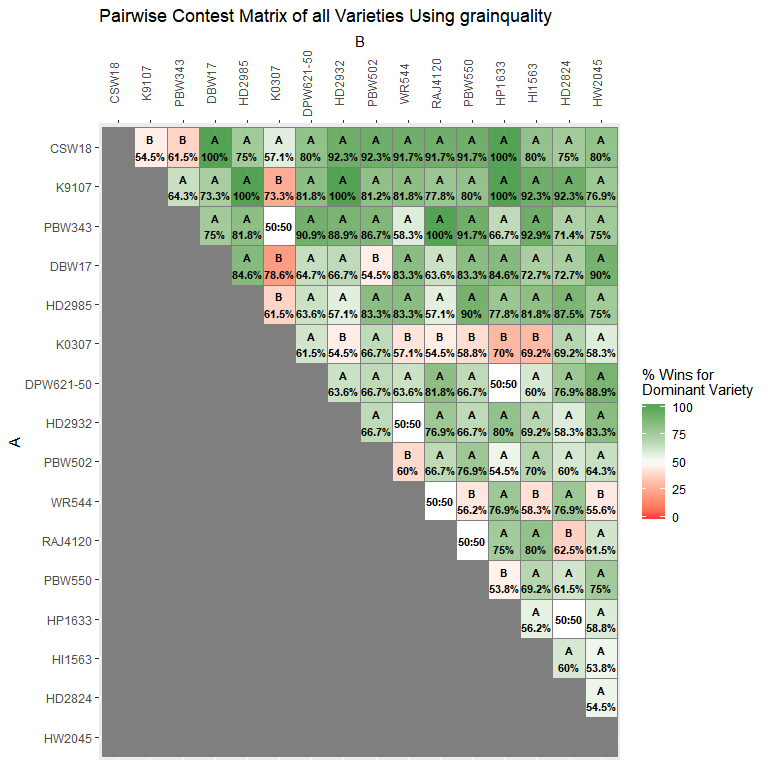 Pairwise Contest Matrix of all Varieties Using grainquality
B
CSW18 K9107 PBW343 DBW17 HD2985 K0307 DPW621-50 HD2932 PBW502 WR544 RAJ4120 PBW550 HP1633 HI1563 HD2824 HW2045
B B A A A A A A A A A A A A A
CSW18 54.5% 61.5% 100% 75% 57.1% 80% 92.3% 92.3% 91.7% 91.7% 91.7% 100% 80% 75% 80%
A A A B A A A A A A A A A A
K9107 64.3% 73.3% 100% 73.3% 81.8% 100% 81.2% 81.8% 77.8% 80% 100% 92.3% 92.3% 76.9%
A A A A A A A A A A A A
PBW343 75% 81.8% 50:50 90.9% 88.9% 86.7% 58.3% 100% 91.7% 66.7% 92.9% 71.4% 75%
A B A A B A A A A A A A
DBW17 84.6% 78.6% 64.7% 66.7% 54.5% 83.3% 63.6% 83.3% 84.6% 72.7% 72.7% 90%
B A A A A A A A A A A
HD2985 61.5% 63.6% 57.1% 83.3% 83.3% 57.1% 90% 77.8% 81.8% 87.5% 75%
A B A B B B B B A A
K0307 61.5% 54.5% 66.7% 57.1% 54.5% 58.8% 70% 69.2% 69.2% 58.3%
A A A A A A A A
DPW621-50 63.6% 66.7% 63.6% 81.8% 66.7% 50:50 60% 76.9% 88.9%
A A A A A A A
HD2932 66.7% 50:50 76.9% 66.7% 80% 69.2% 58.3% 83.3%
B A A A A A A
PBW502 60% 66.7% 76.9% 54.5% 70% 60% 64.3%
B A B A B
WR544 50:50 56.2% 76.9% 58.3% 76.9% 55.6%
A A B A
RAJ4120 50:50 75% 80% 62.5% 61.5%
B A A A
PBW550 53.8% 69.2% 61.5% 75%
A A
HP1633 56.2% 50:50 58.8%
A A
HI1563 60% 53.8%
A
HD2824 54.5%
HW2045
A
% Wins for
Dominant Variety
100
75
50
25
0